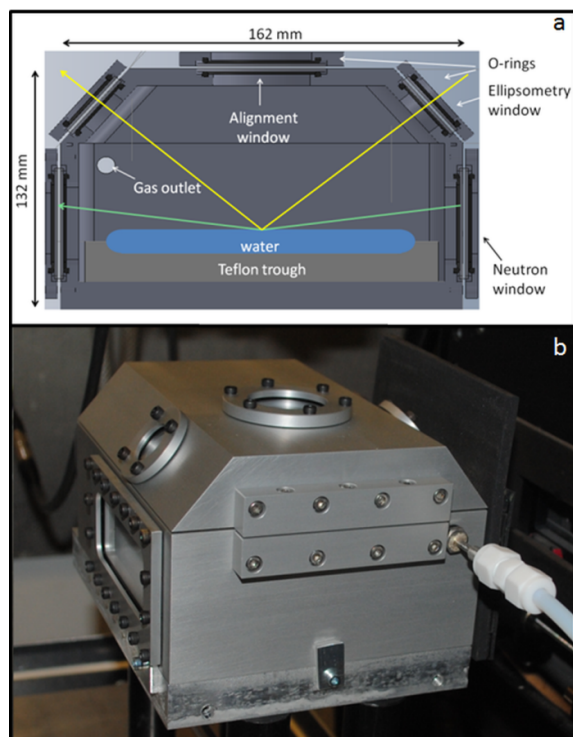 a
162 mm
O-rings
Ellipsometry
window
Alignment
window
132 mm
Gas outlet
water
Teflon trough
Neutron
window
b